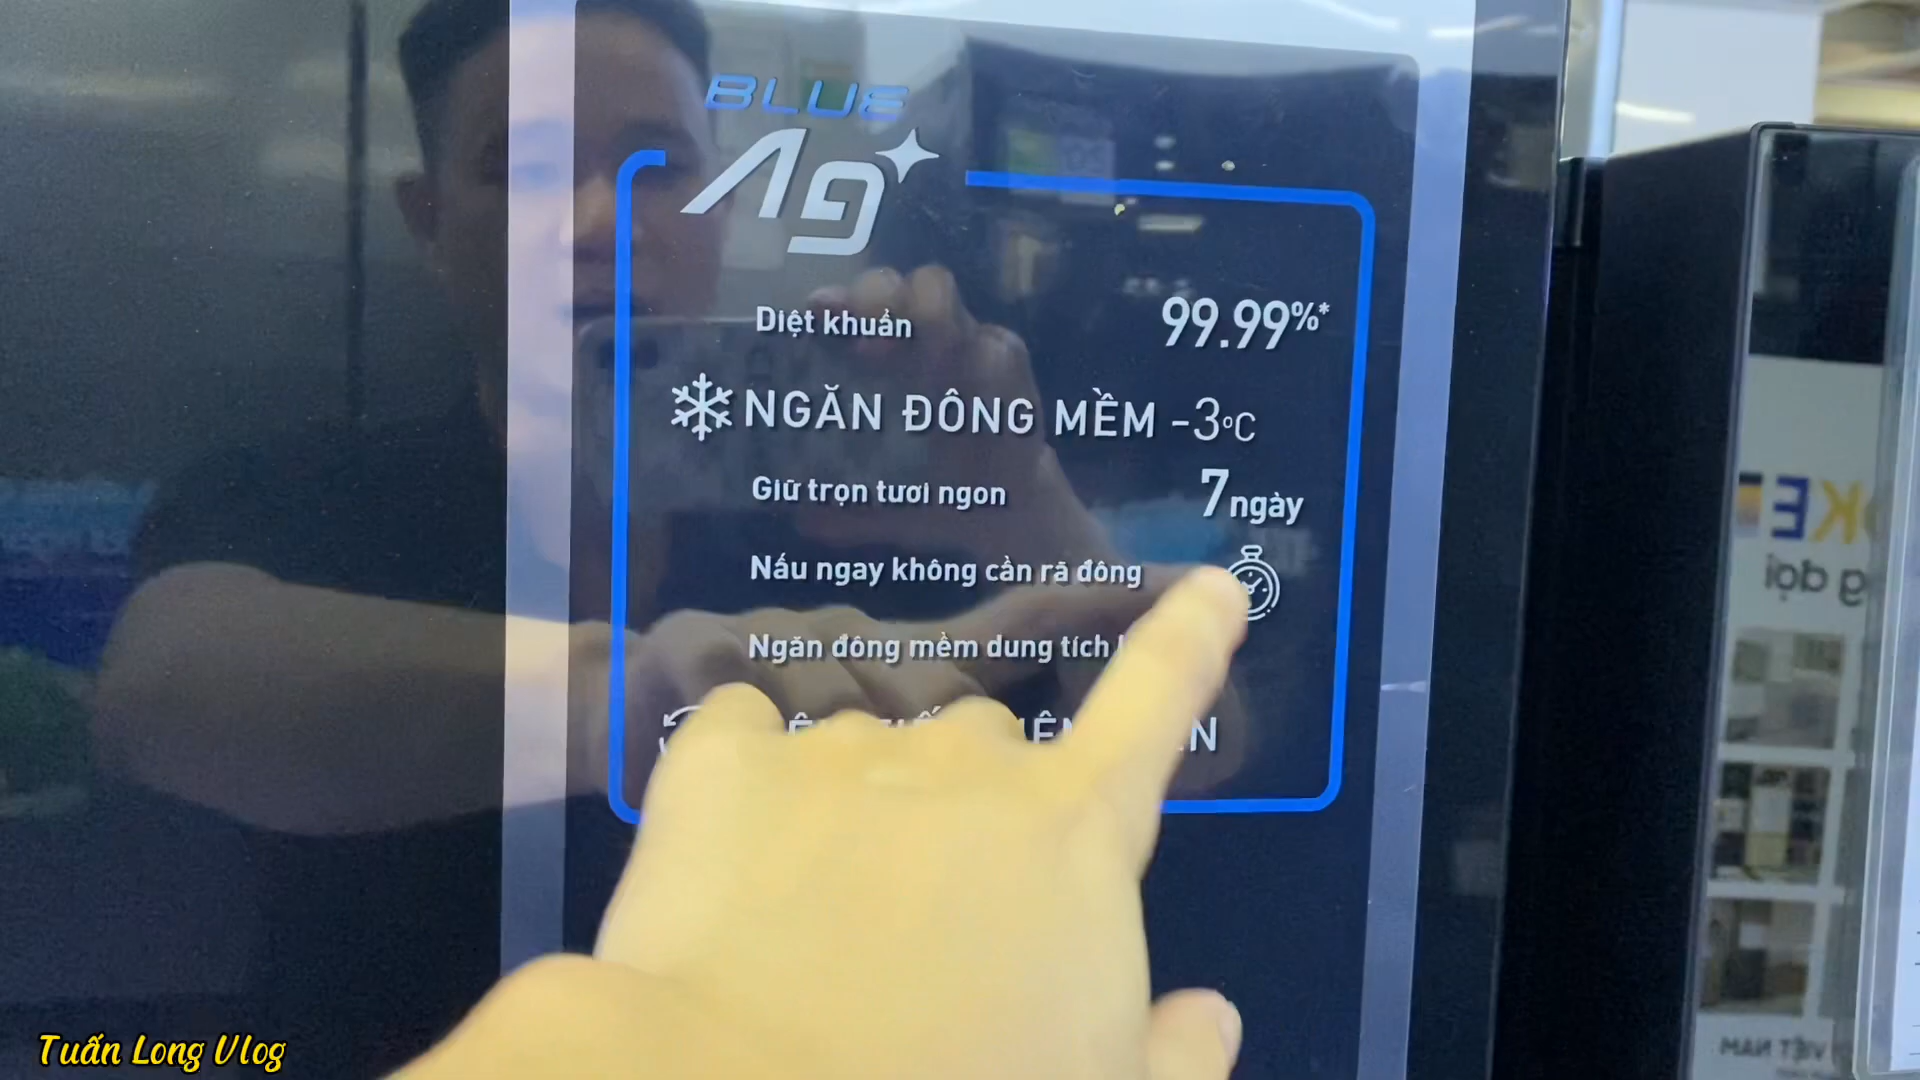 BLUE
Ag+
Diệt khuẩn 99.99%*
NGĂN ĐÔNG MỀM -3°C
Giữ trọn tươi ngon 7 ngày
Nấu ngay không cần rã đông
Ngăn đông mềm dung tích
Tuấn Long Vlog